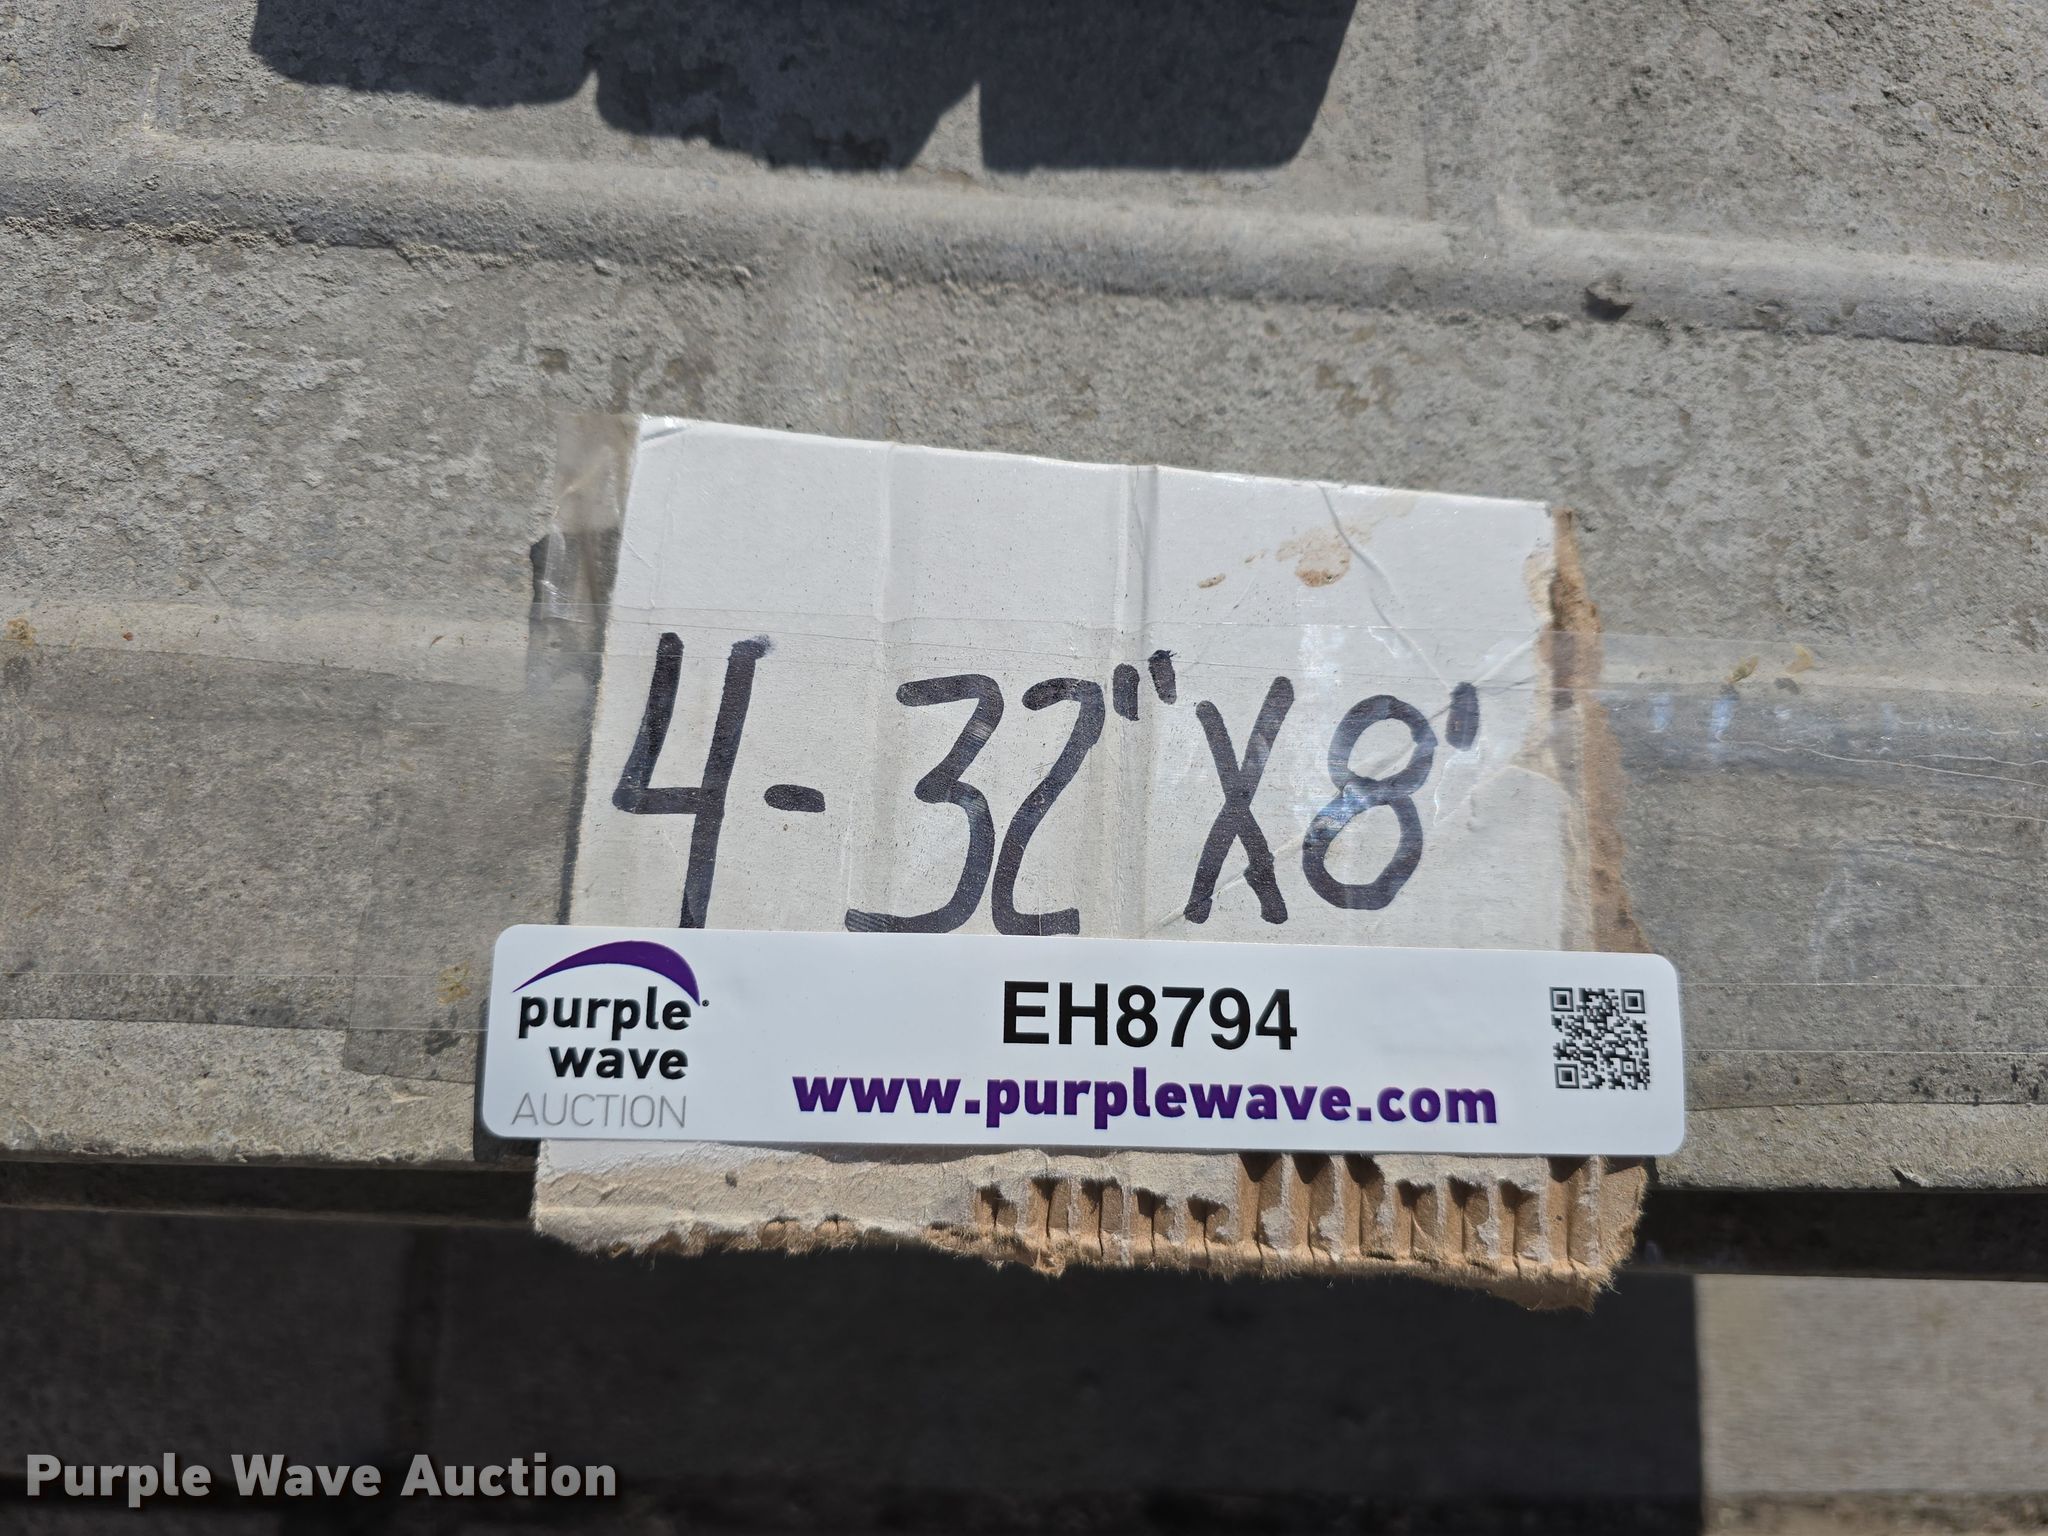 4-32"X8'
purple
wave
AUCTION
EH8794
www.purplewave.com
Purple Wave Auction